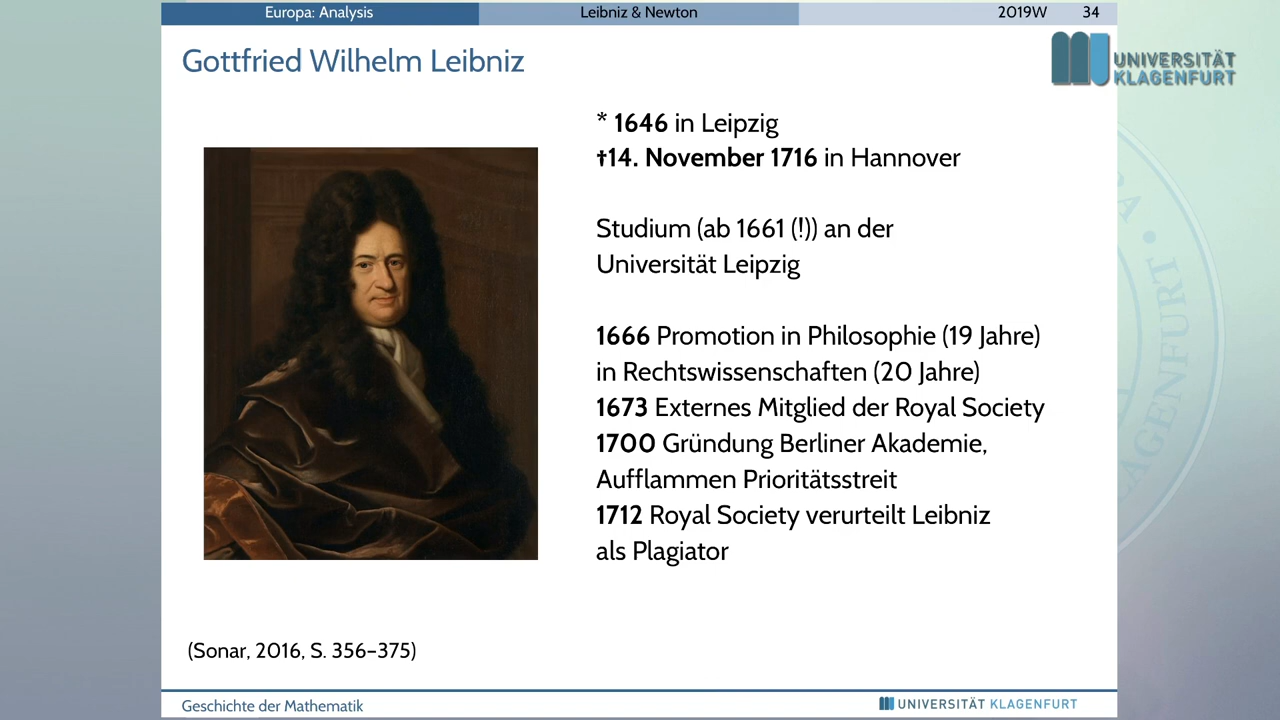 Europa: Analysis
Leibniz & Newton
2019W 34
Gottfried Wilhelm Leibniz
UNIVERSITÄT
KLAGENFURT
* 1646 in Leipzig
†14. November 1716 in Hannover
Studium (ab 1661 (!)) an der
Universität Leipzig
1666 Promotion in Philosophie (19 Jahre)
in Rechtswissenschaften (20 Jahre)
1673 Externes Mitglied der Royal Society
1700 Gründung Berliner Akademie,
Aufflammen Prioritätsstreit
1712 Royal Society verurteilt Leibniz
als Plagiator
(Sonar, 2016, S. 356–375)
Geschichte der Mathematik
UNIVERSITÄT KLAGENFURT